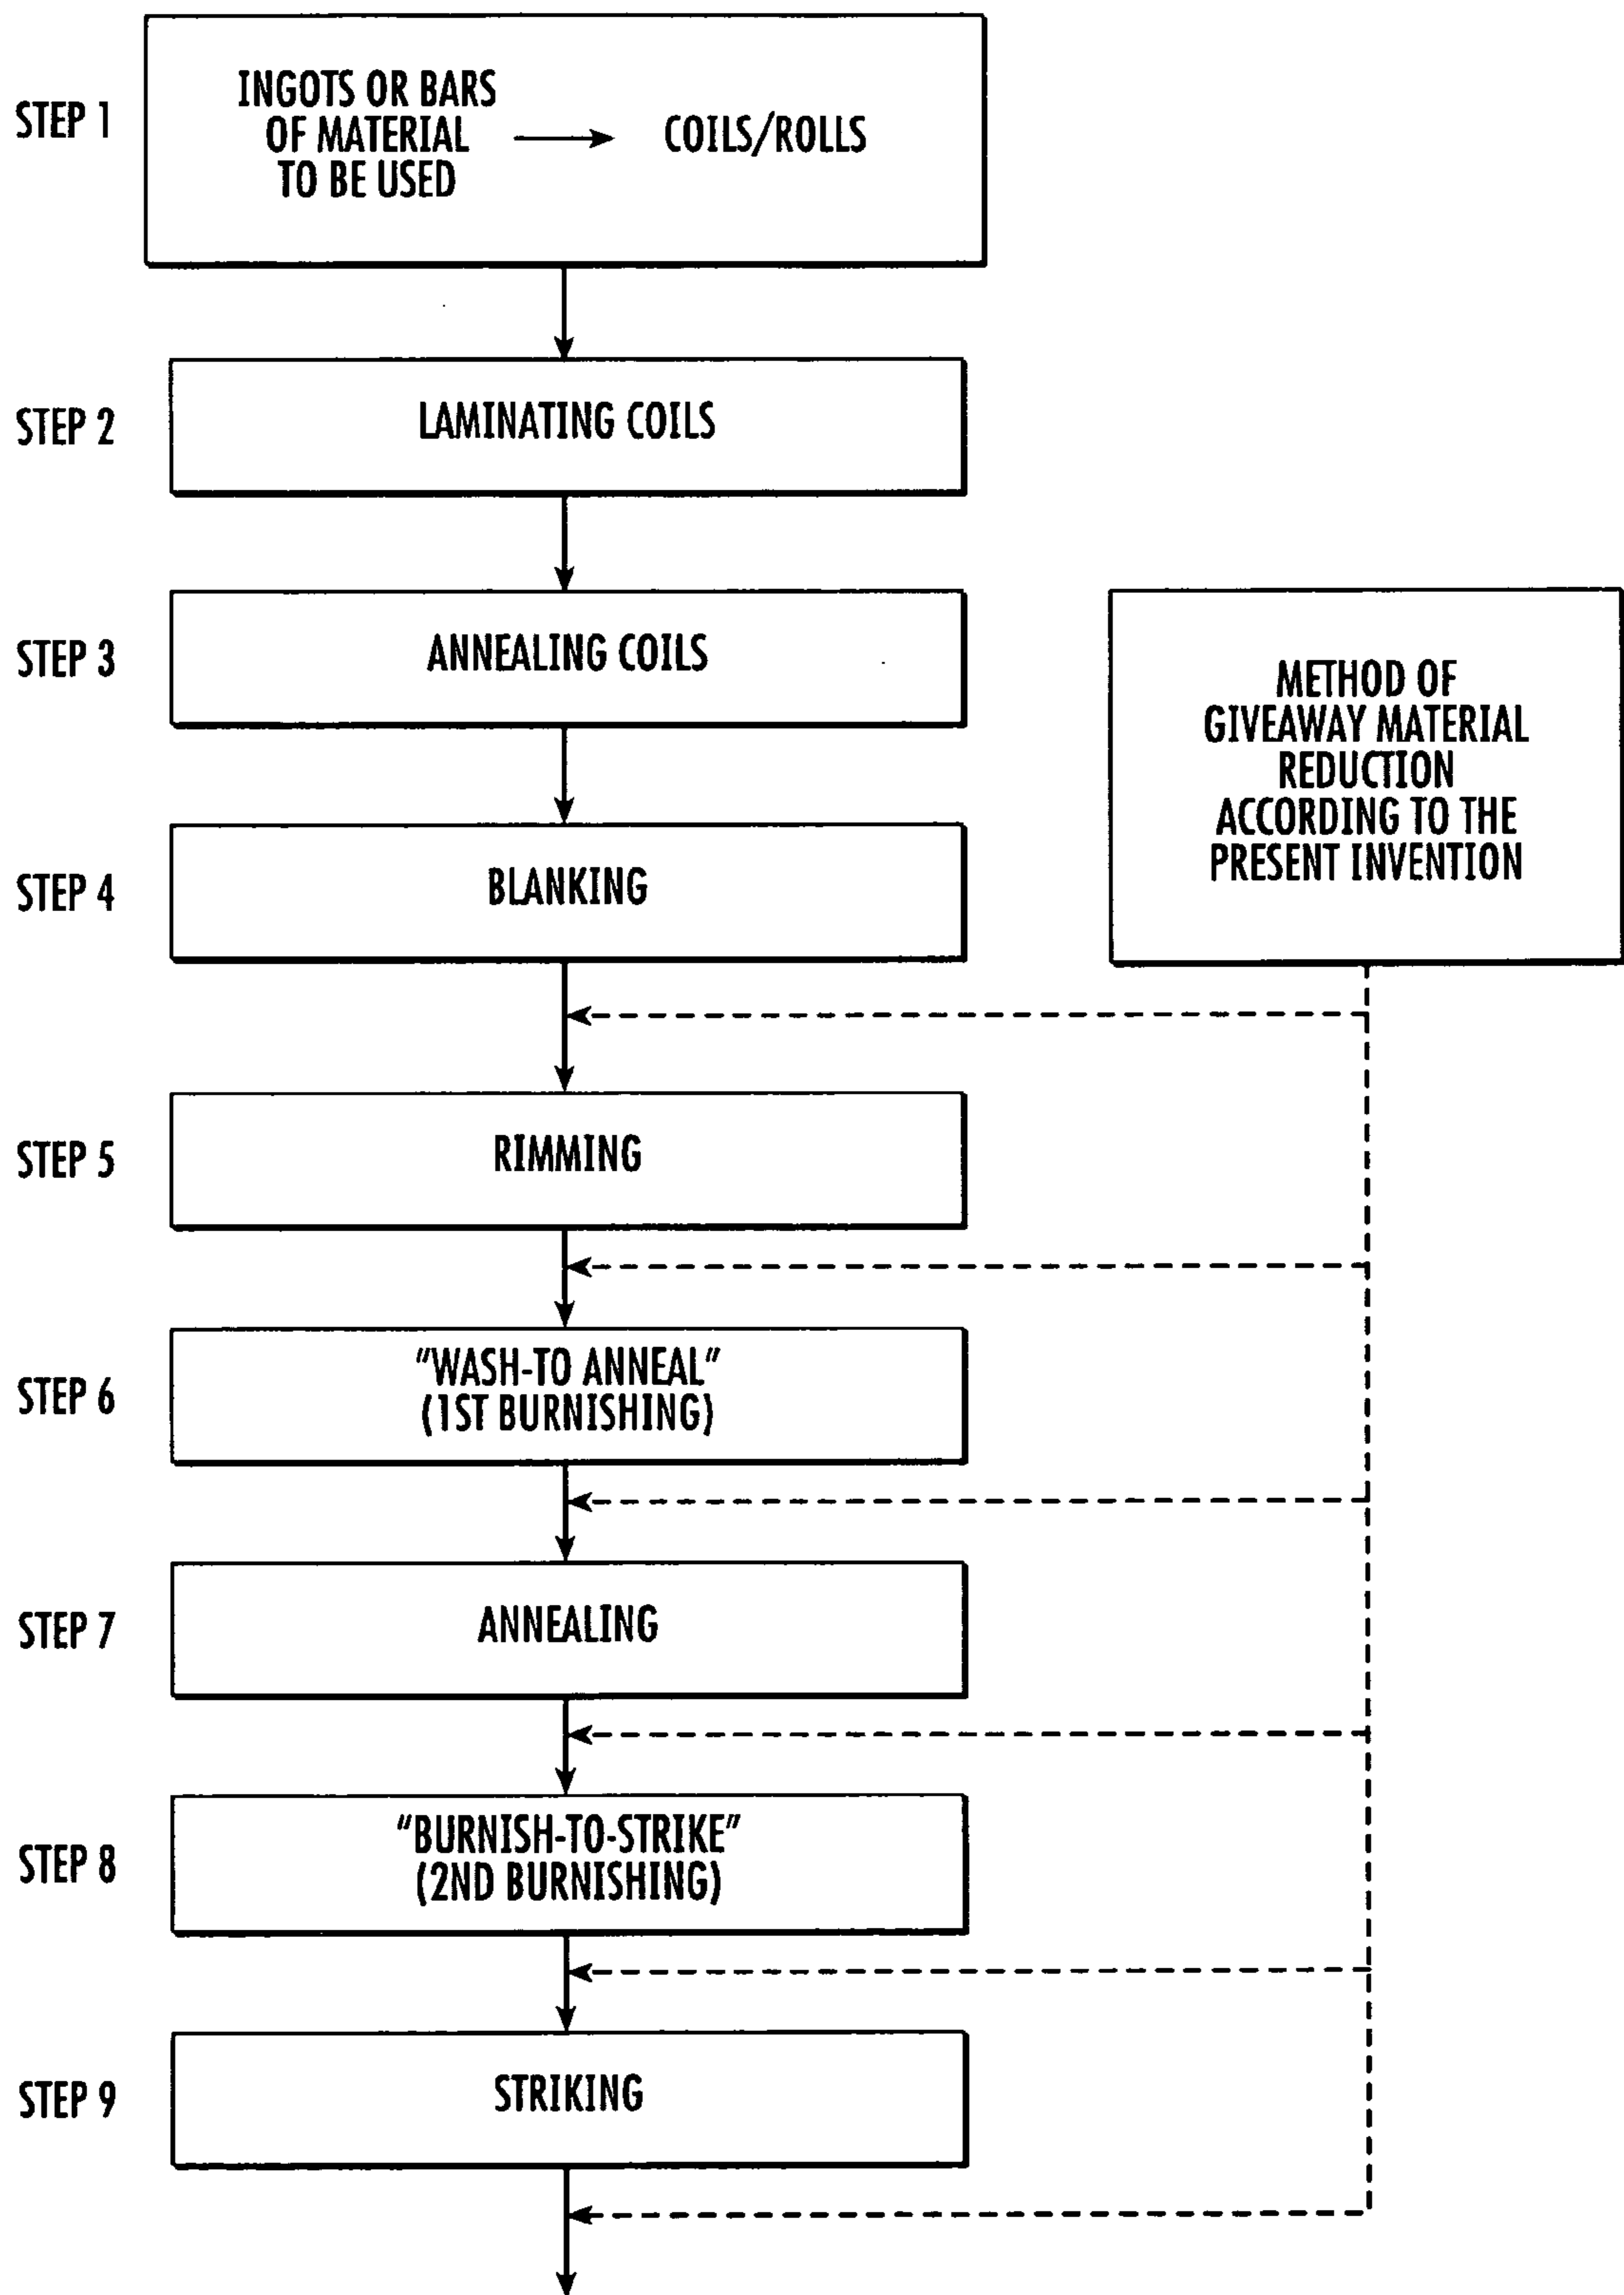 STEP 1
INGOTS OR BARS
OF MATERIAL
TO BE USED
COILS/ROLLS
STEP 2
LAMINATING COILS
STEP 3
ANNEALING COILS
METHOD OF
GIVEAWAY MATERIAL
REDUCTION
ACCORDING TO THE
PRESENT INVENTION
STEP 4
BLANKING
STEP 5
RIMMING
STEP 6
"WASH-TO ANNEAL"
(1ST BURNISHING)
STEP 7
ANNEALING
STEP 8
"BURNISH-TO-STRIKE"
(2ND BURNISHING)
STEP 9
STRIKING